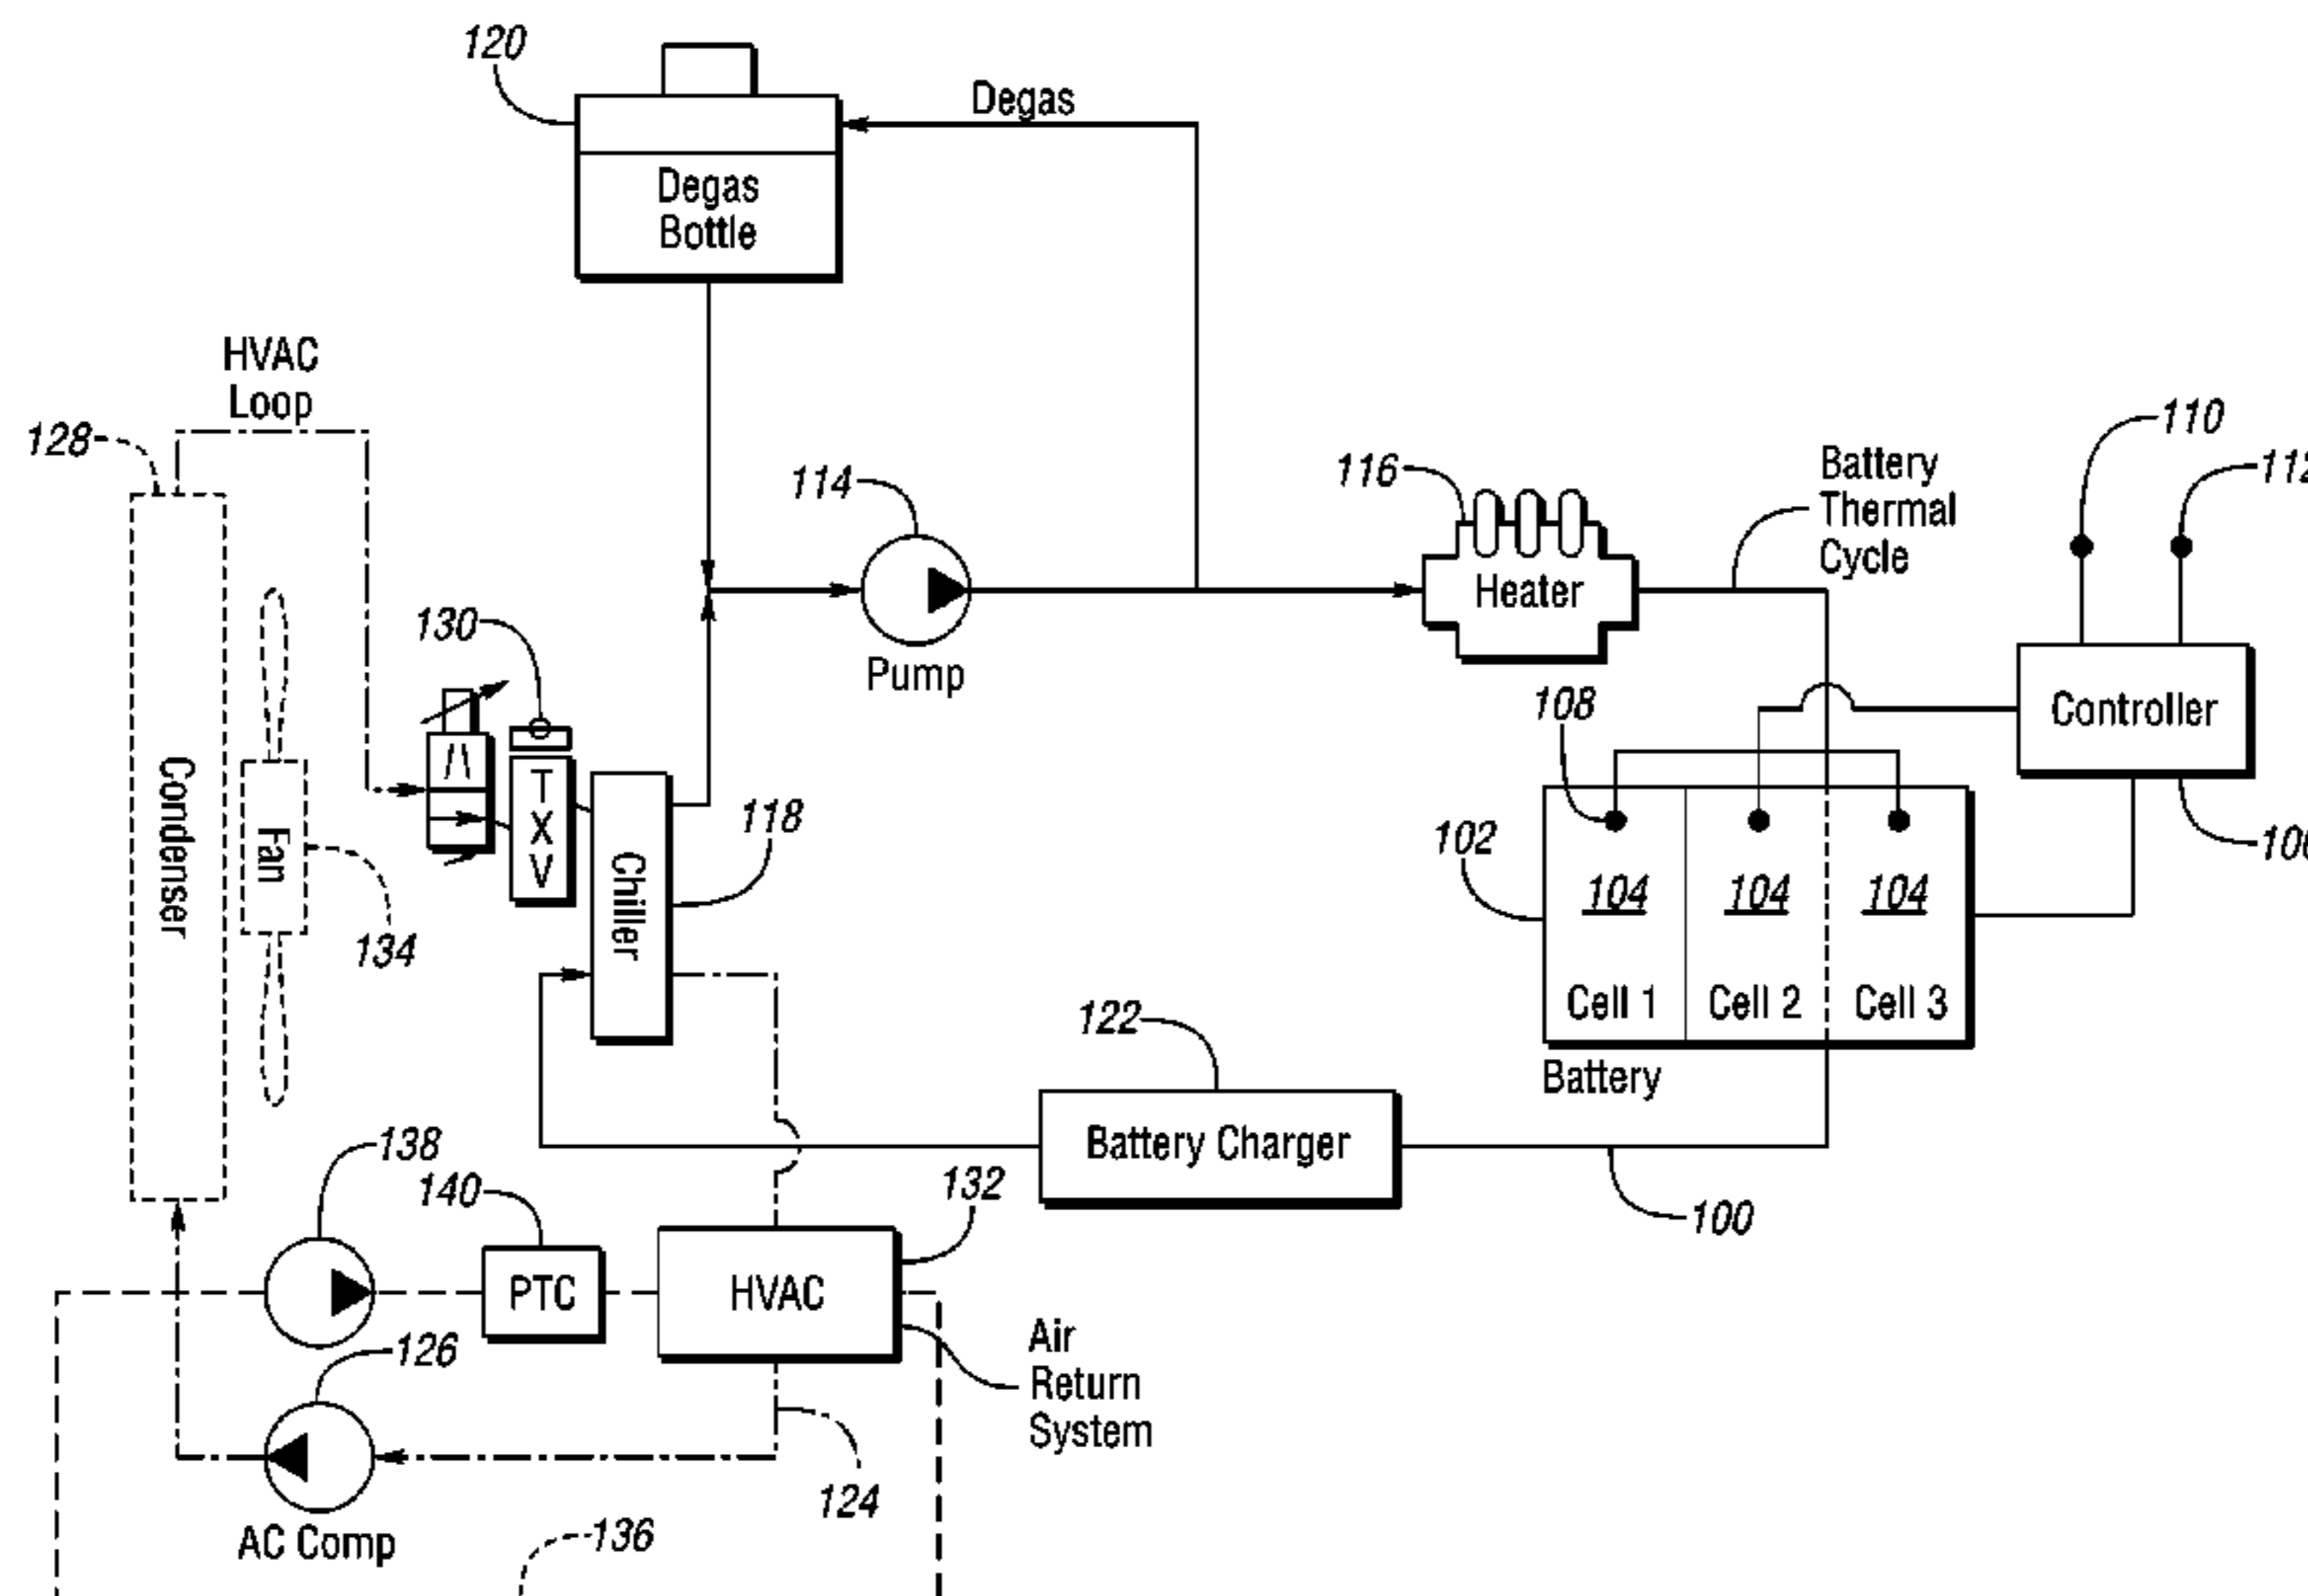 120
Degas
Degas
Bottle
HVAC
Loop
128
110
Battery
Thermal
Cycle
112
116
114
Heater
130
Pump
108
Controller
Condenser
Fan
T
X
V
118
Chiller
102
104
104
104
134
Cell 1
Cell 2
Cell 3
122
Battery
138
Battery Charger
140
132
100
PTC
HVAC
126
Air
Return
System
124
AC Comp
136